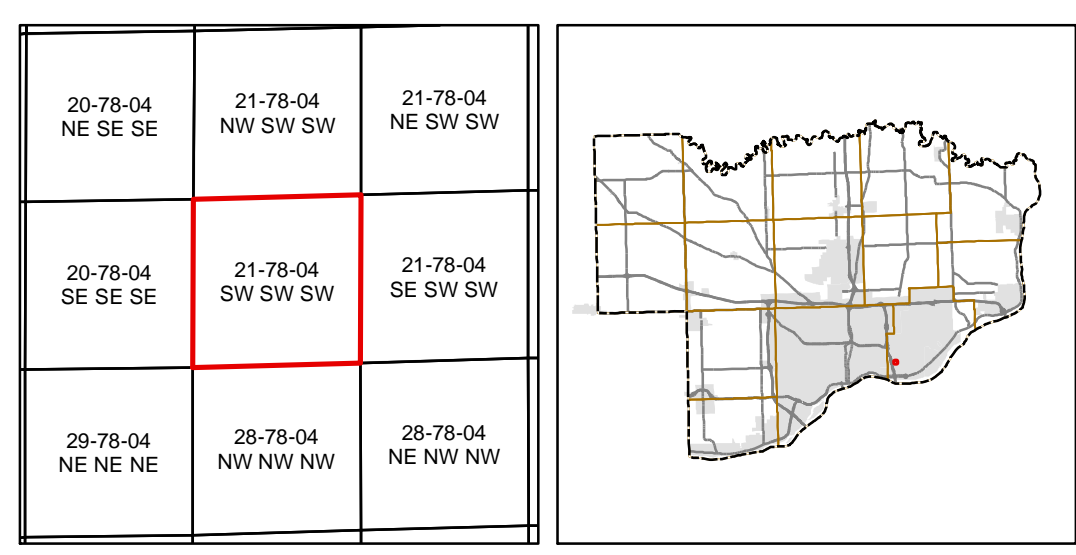 20-78-04
NE SE SE
21-78-04
NW SW SW
21-78-04
NE SW SW
20-78-04
SE SE SE
21-78-04
SW SW SW
21-78-04
SE SW SW
29-78-04
NE NE NE
28-78-04
NW NW NW
28-78-04
NE NW NW